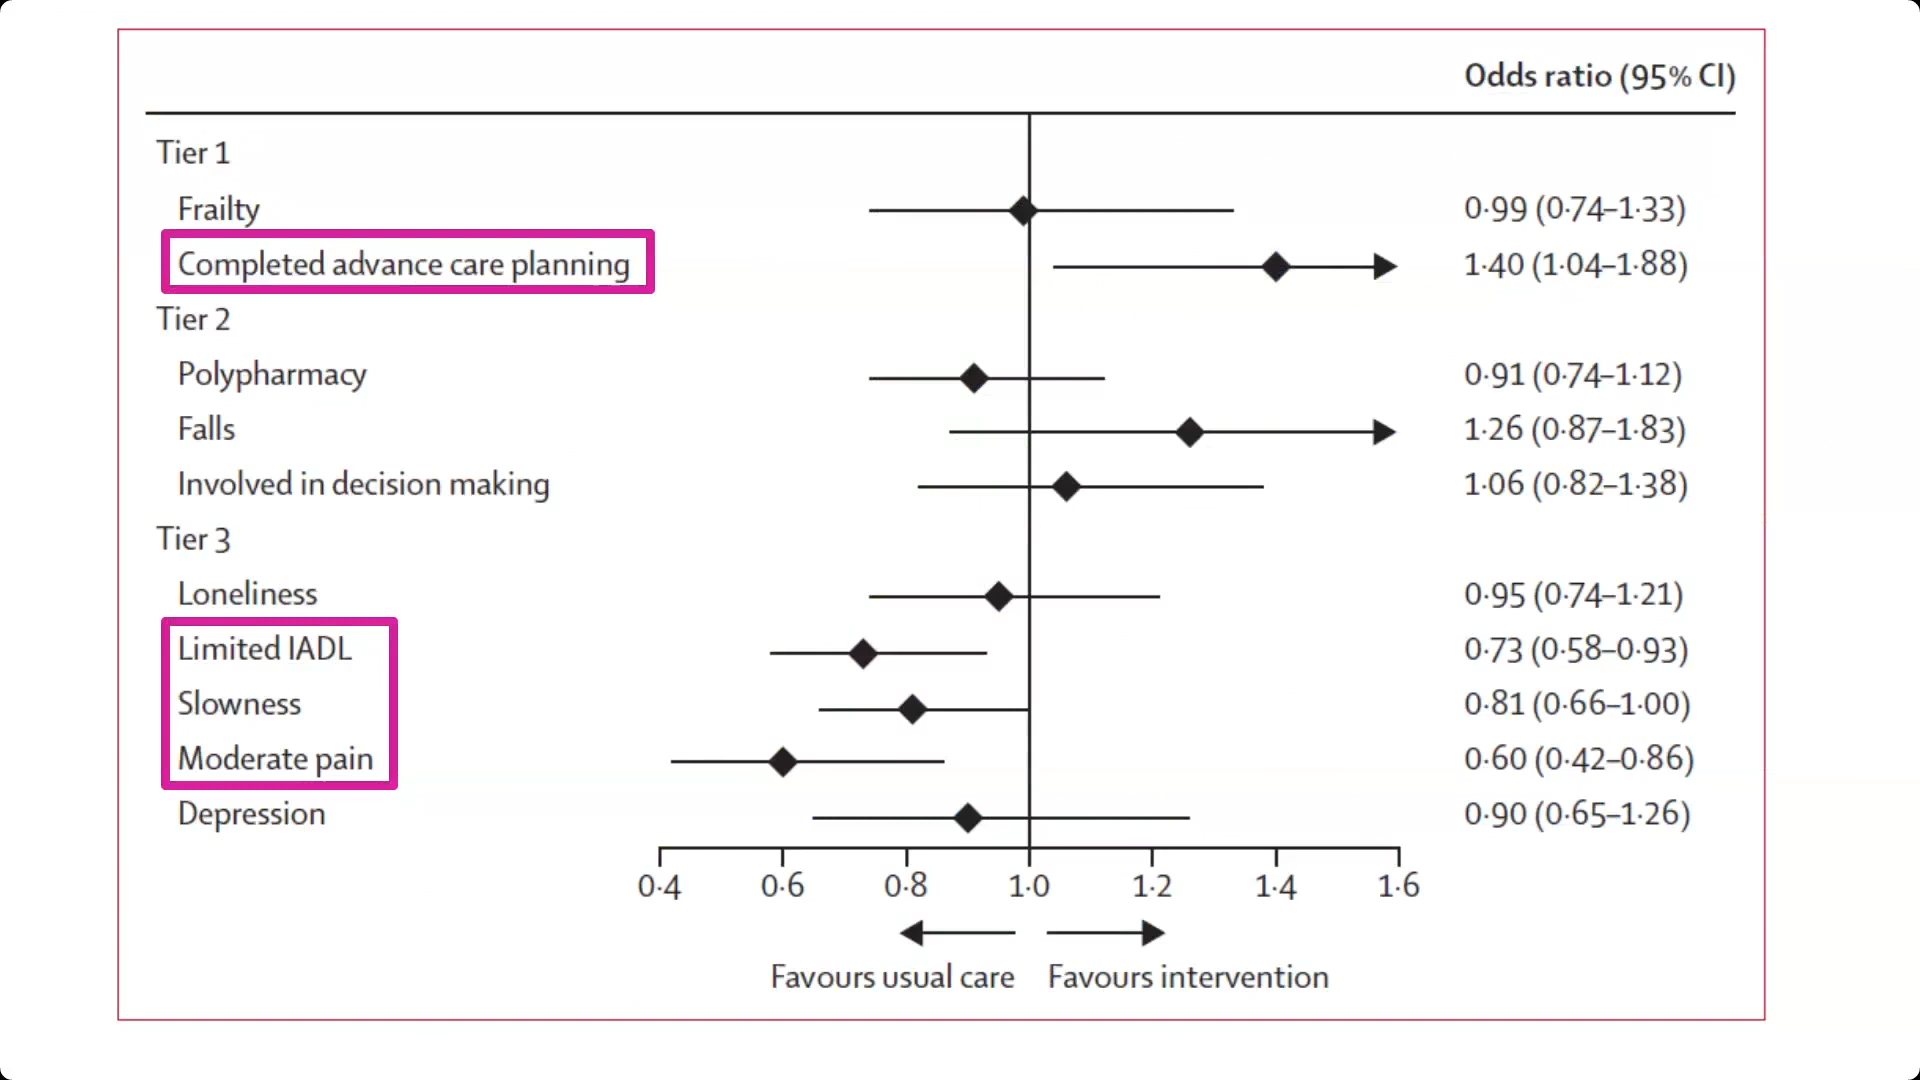 Odds ratio (95% CI)
Tier 1
Frailty 0·99 (0·74–1·33)
Completed advance care planning 1·40 (1·04–1·88)
Tier 2
Polypharmacy 0·91 (0·74–1·12)
Falls 1·26 (0·87–1·83)
Involved in decision making 1·06 (0·82–1·38)
Tier 3
Loneliness 0·95 (0·74–1·21)
Limited IADL 0·73 (0·58–0·93)
Slowness 0·81 (0·66–1·00)
Moderate pain 0·60 (0·42–0·86)
Depression 0·90 (0·65–1·26)
0·4 0·6 0·8 1·0 1·2 1·4 1·6
Favours usual care Favours intervention